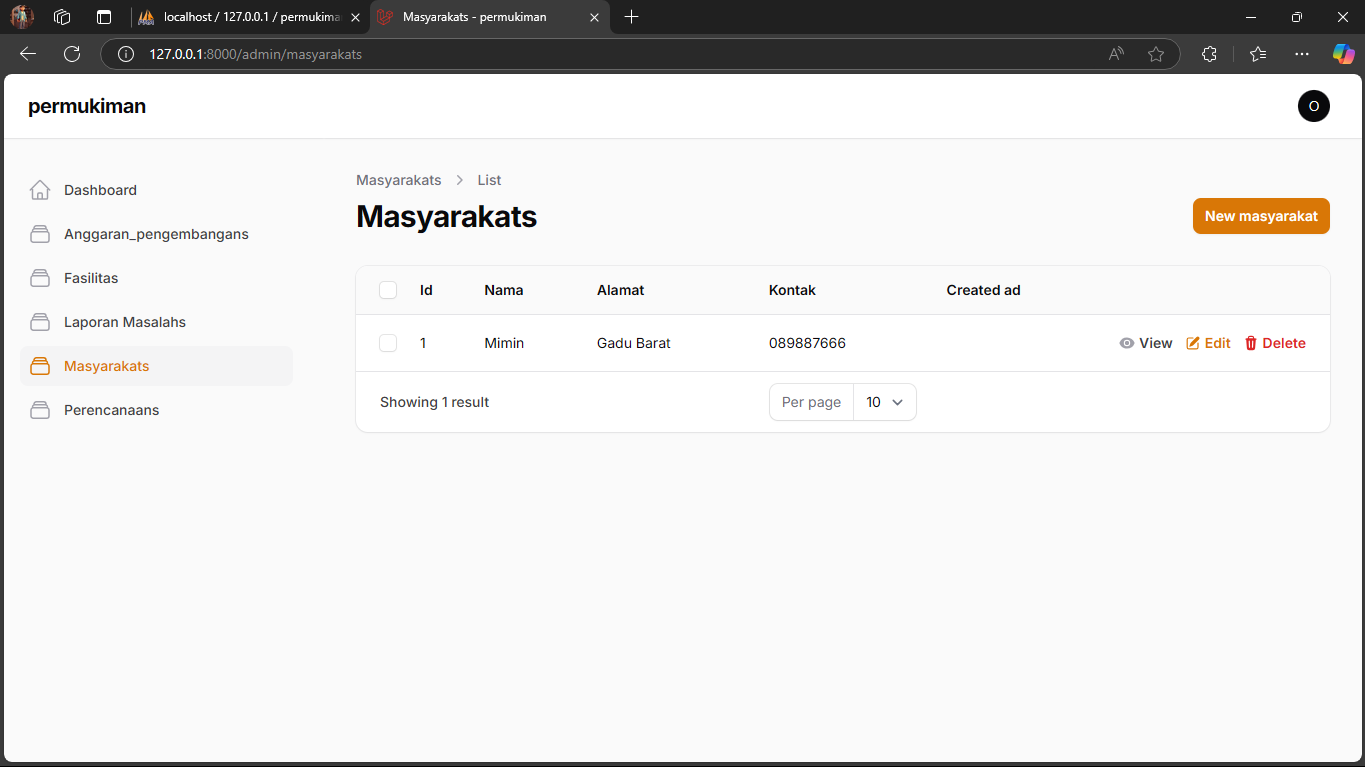 localhost / 127.0.0.1 / permukima
Masyarakats - permukiman
127.0.0.1:8000/admin/masyarakats
permukiman
O
Dashboard
Anggaran_pengembangans
Fasilitas
Laporan Masalahs
Masyarakats
Perencanaans
Masyarakats > List
Masyarakats
New masyarakat
Id Nama Alamat Kontak Created ad
1 Mimin Gadu Barat 089887666 View Edit Delete
Showing 1 result
Per page 10